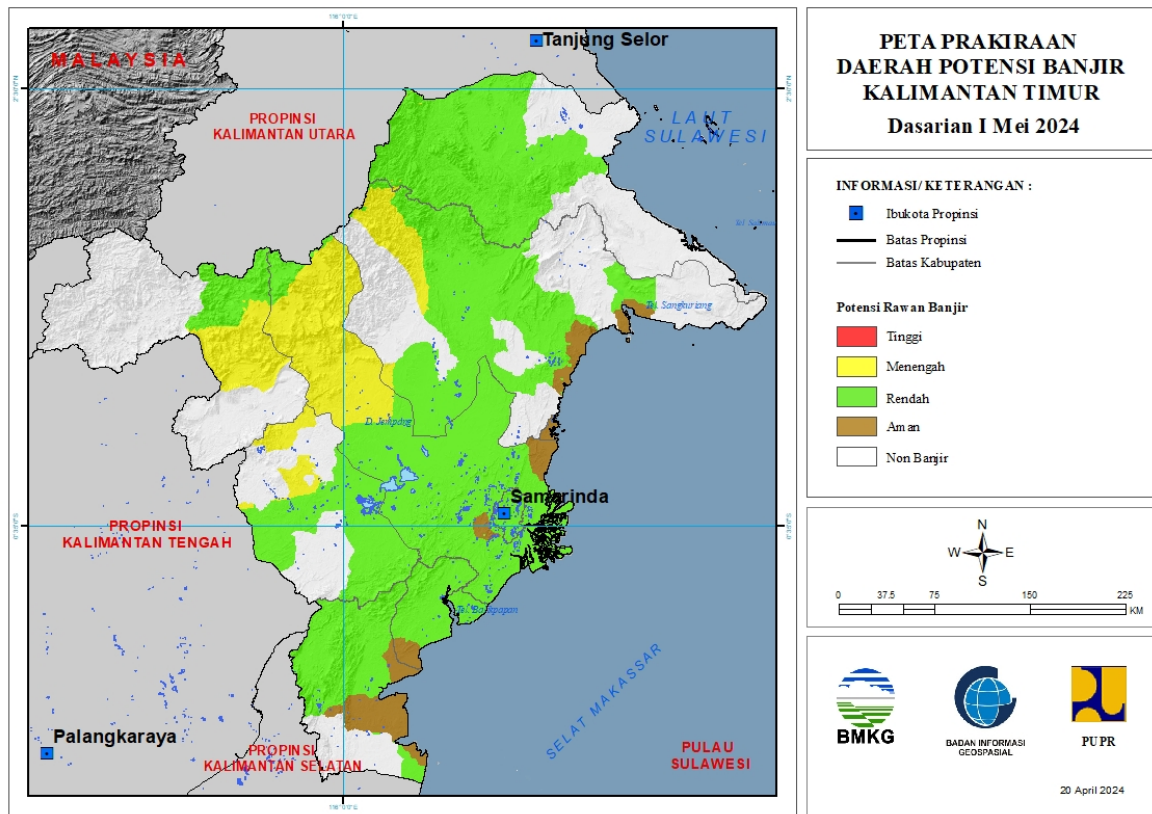 PETA PRAKIRAAN
DAERAH POTENSI BANJIR
KALIMANTAN TIMUR
Dasarian I Mei 2024
INFORMASI/ KETERANGAN :
Ibukota Propinsi
Batas Propinsi
Batas Kabupaten
Potensi Rawan Banjir
Tinggi
Menengah
Rendah
Aman
Non Banjir
N
W E
S
0 37.5 75 150 225
KM
BMKG
BADAN INFORMASI
GEOSPASIAL
PUPR
20 April 2024
Tanjung Selor
MALAYSIA
PROPINSI
KALIMANTAN UTARA
LAUT
SULAWESI
Tel. Sangkuriang
D. Jempang
Samarinda
PROPINSI
KALIMANTAN TENGAH
Tel. Balikpapan
SELAT MAKASSAR
Palangkaraya
PROPINSI
KALIMANTAN SELATAN
PULAU
SULAWESI